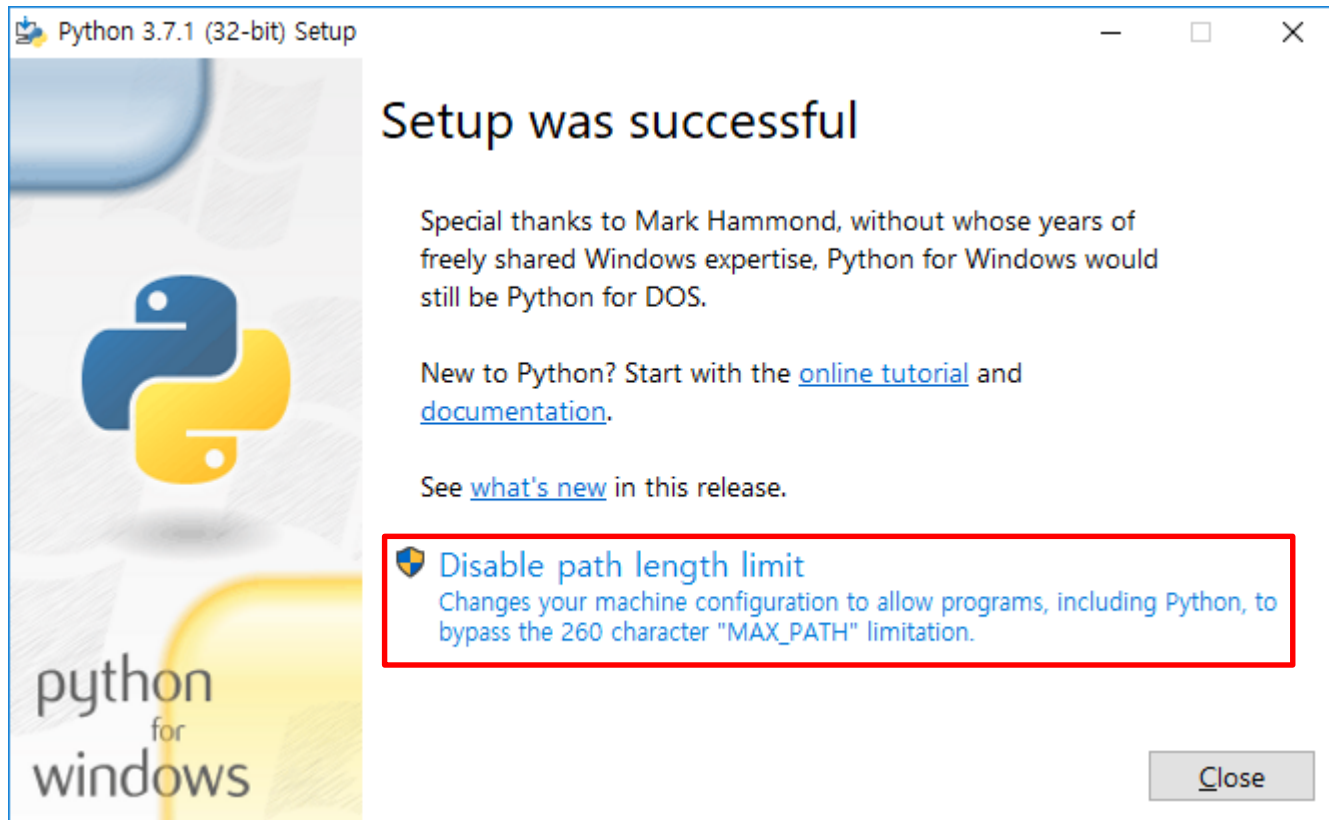 Python 3.7.1 (32-bit) Setup
Setup was successful
Special thanks to Mark Hammond, without whose years of
freely shared Windows expertise, Python for Windows would
still be Python for DOS.
New to Python? Start with the online tutorial and
documentation.
See what's new in this release.
Disable path length limit
Changes your machine configuration to allow programs, including Python, to
bypass the 260 character "MAX_PATH" limitation.
python
for
windows
Close